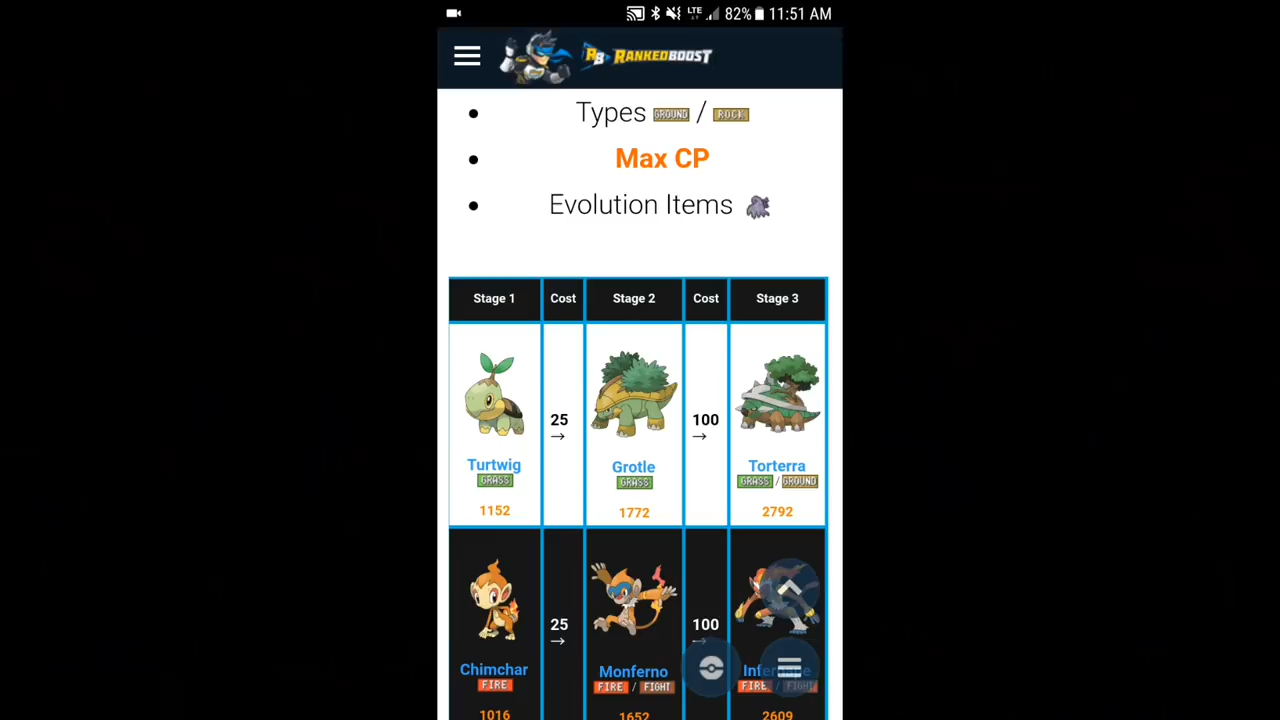 LTE 82% 11:51 AM
RB RANKEDBOOST
Types GROUND / ROCK
Max CP
Evolution Items
Stage 1 Cost Stage 2 Cost Stage 3
25 → 100 →
Turtwig Grotle Torterra
GRASS GRASS GRASS / GROUND
1152 1772 2792
25 → 100 →
Chimchar Monferno
FIRE FIRE / FIGHT FIRE / FIGHT
1016 1652 2609